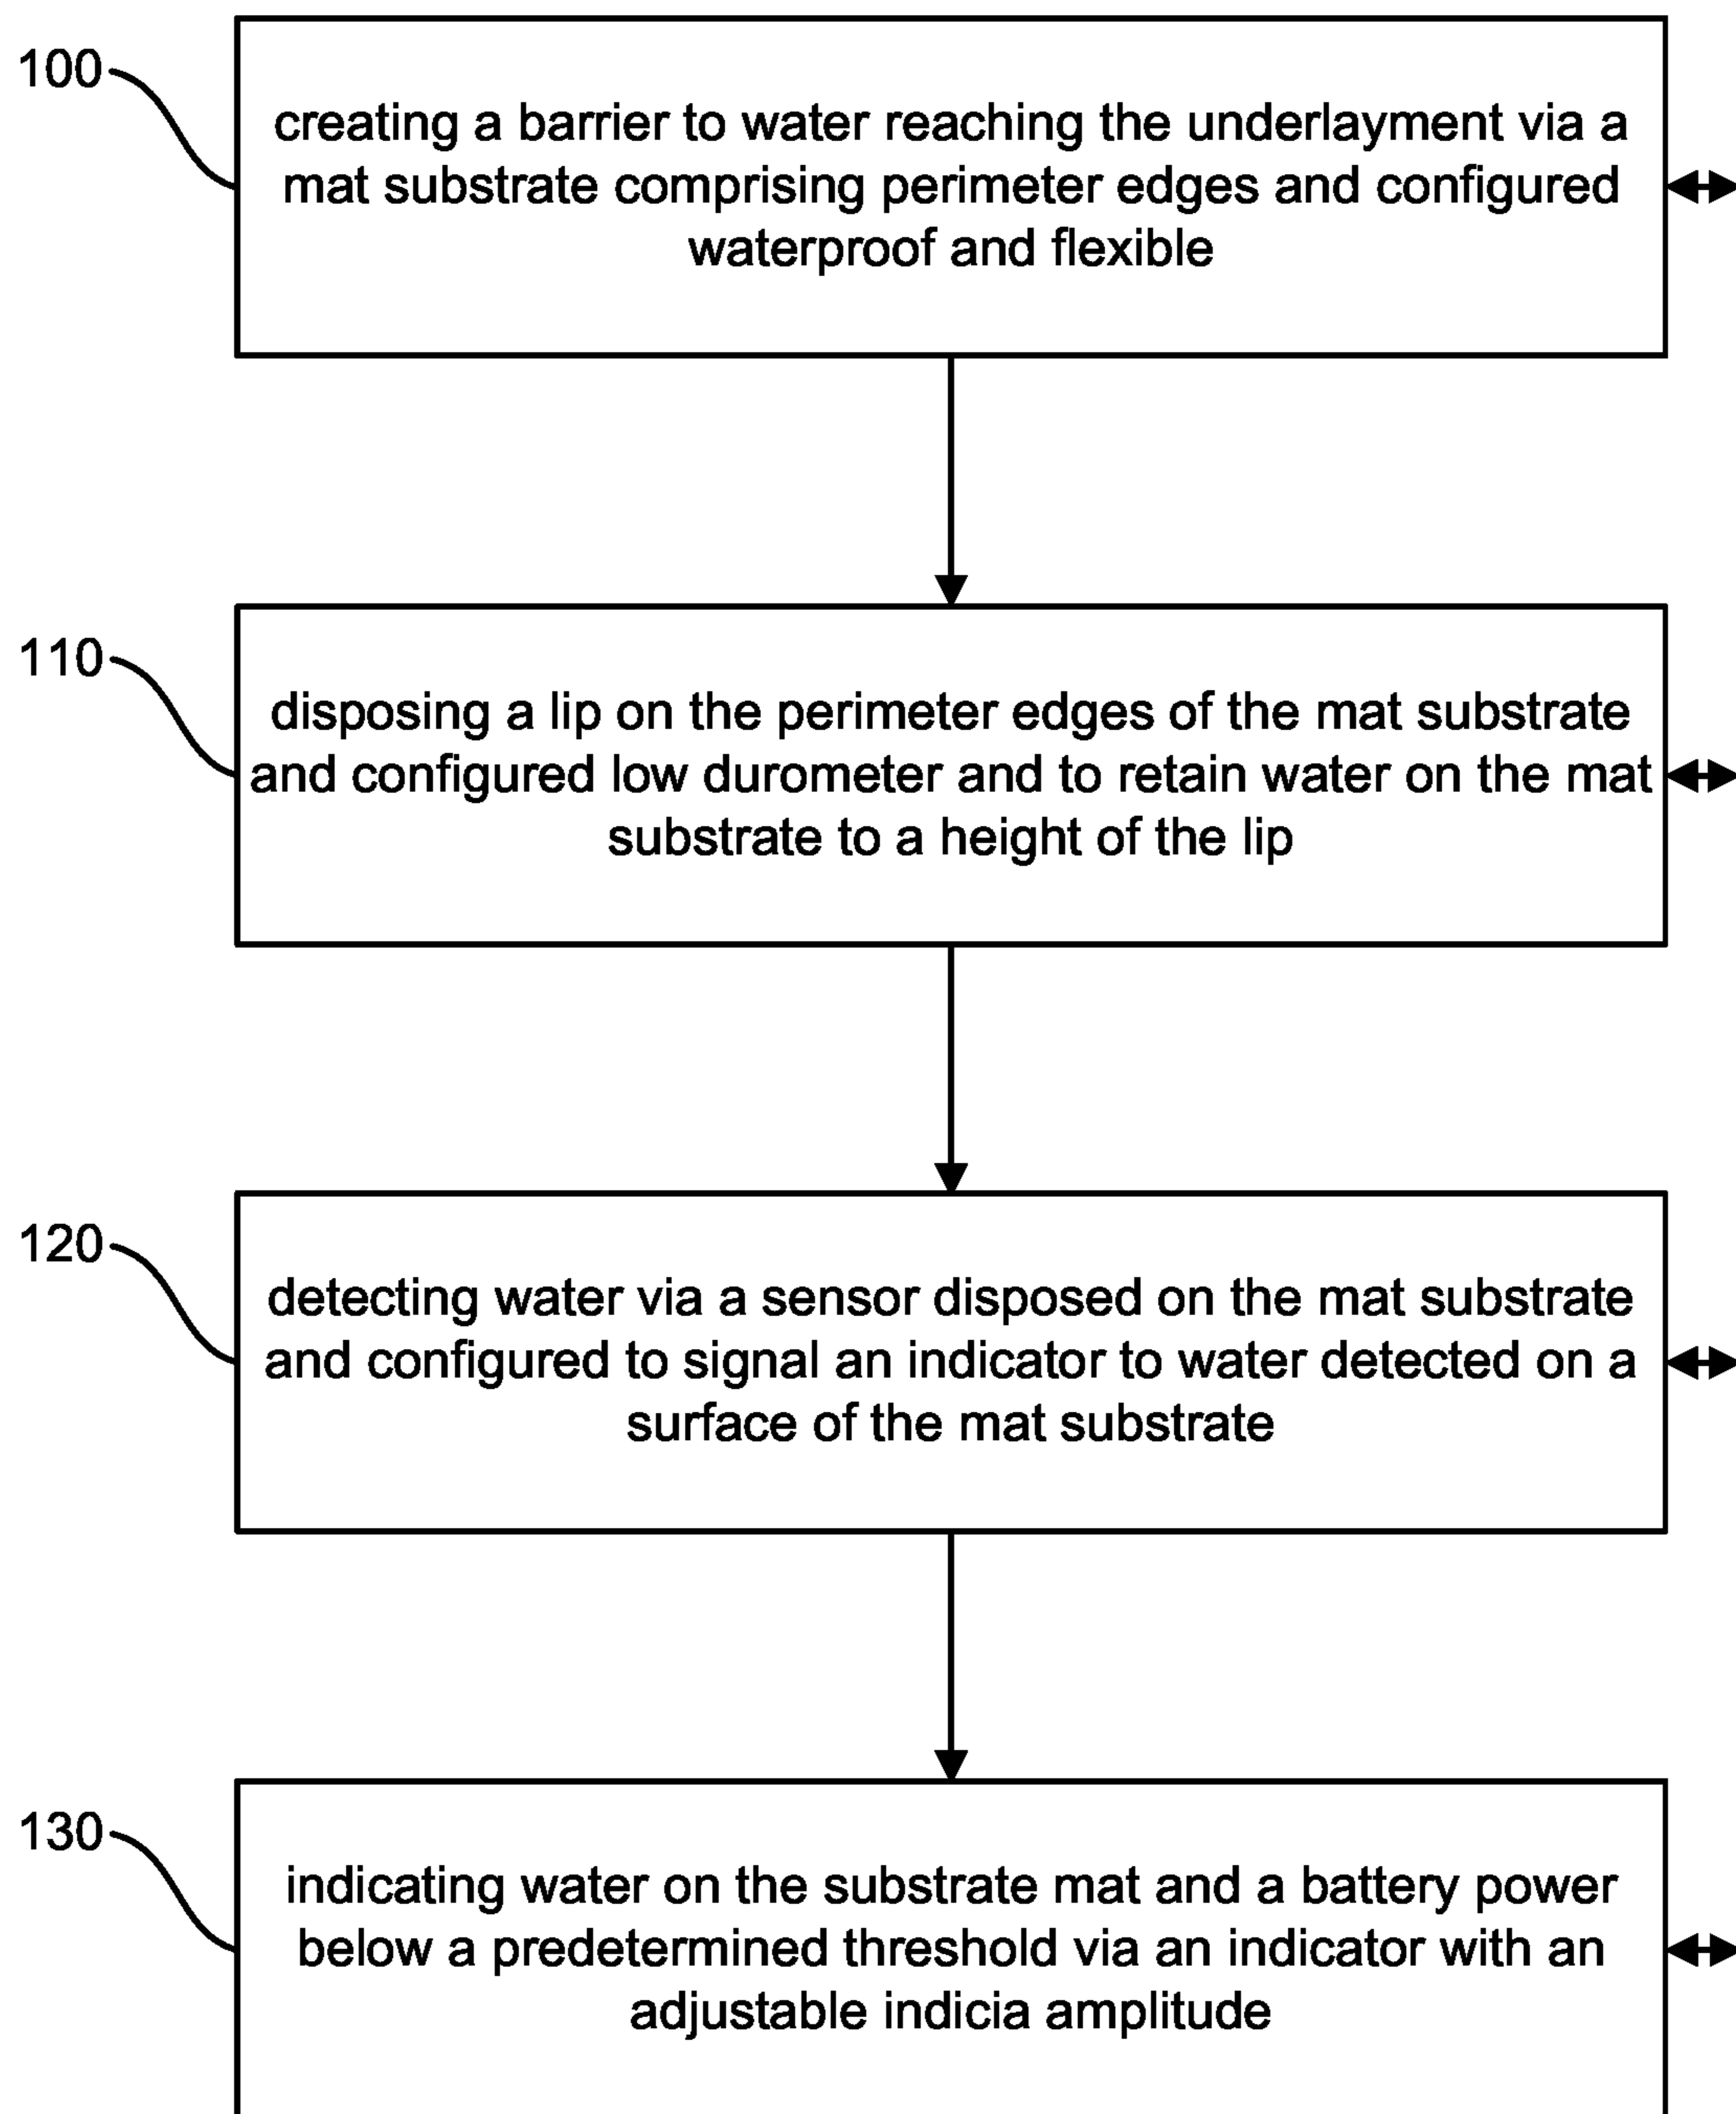 100
creating a barrier to water reaching the underlayment via a
mat substrate comprising perimeter edges and configured
waterproof and flexible
110
disposing a lip on the perimeter edges of the mat substrate
and configured low durometer and to retain water on the mat
substrate to a height of the lip
120
detecting water via a sensor disposed on the mat substrate
and configured to signal an indicator to water detected on a
surface of the mat substrate
130
indicating water on the substrate mat and a battery power
below a predetermined threshold via an indicator with an
adjustable indicia amplitude